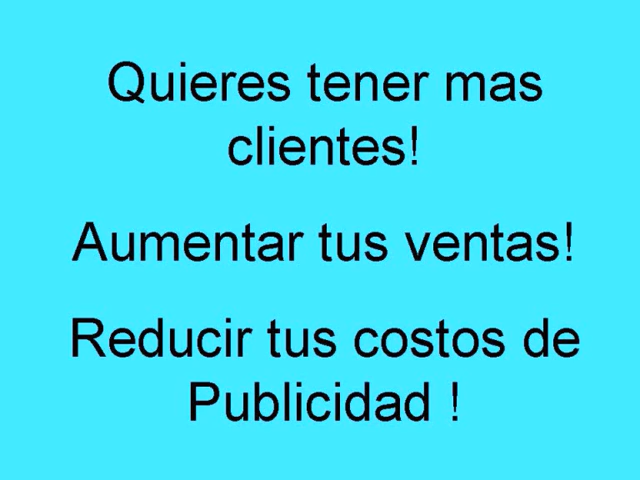 Quieres tener mas
clientes!
Aumentar tus ventas!
Reducir tus costos de
Publicidad !